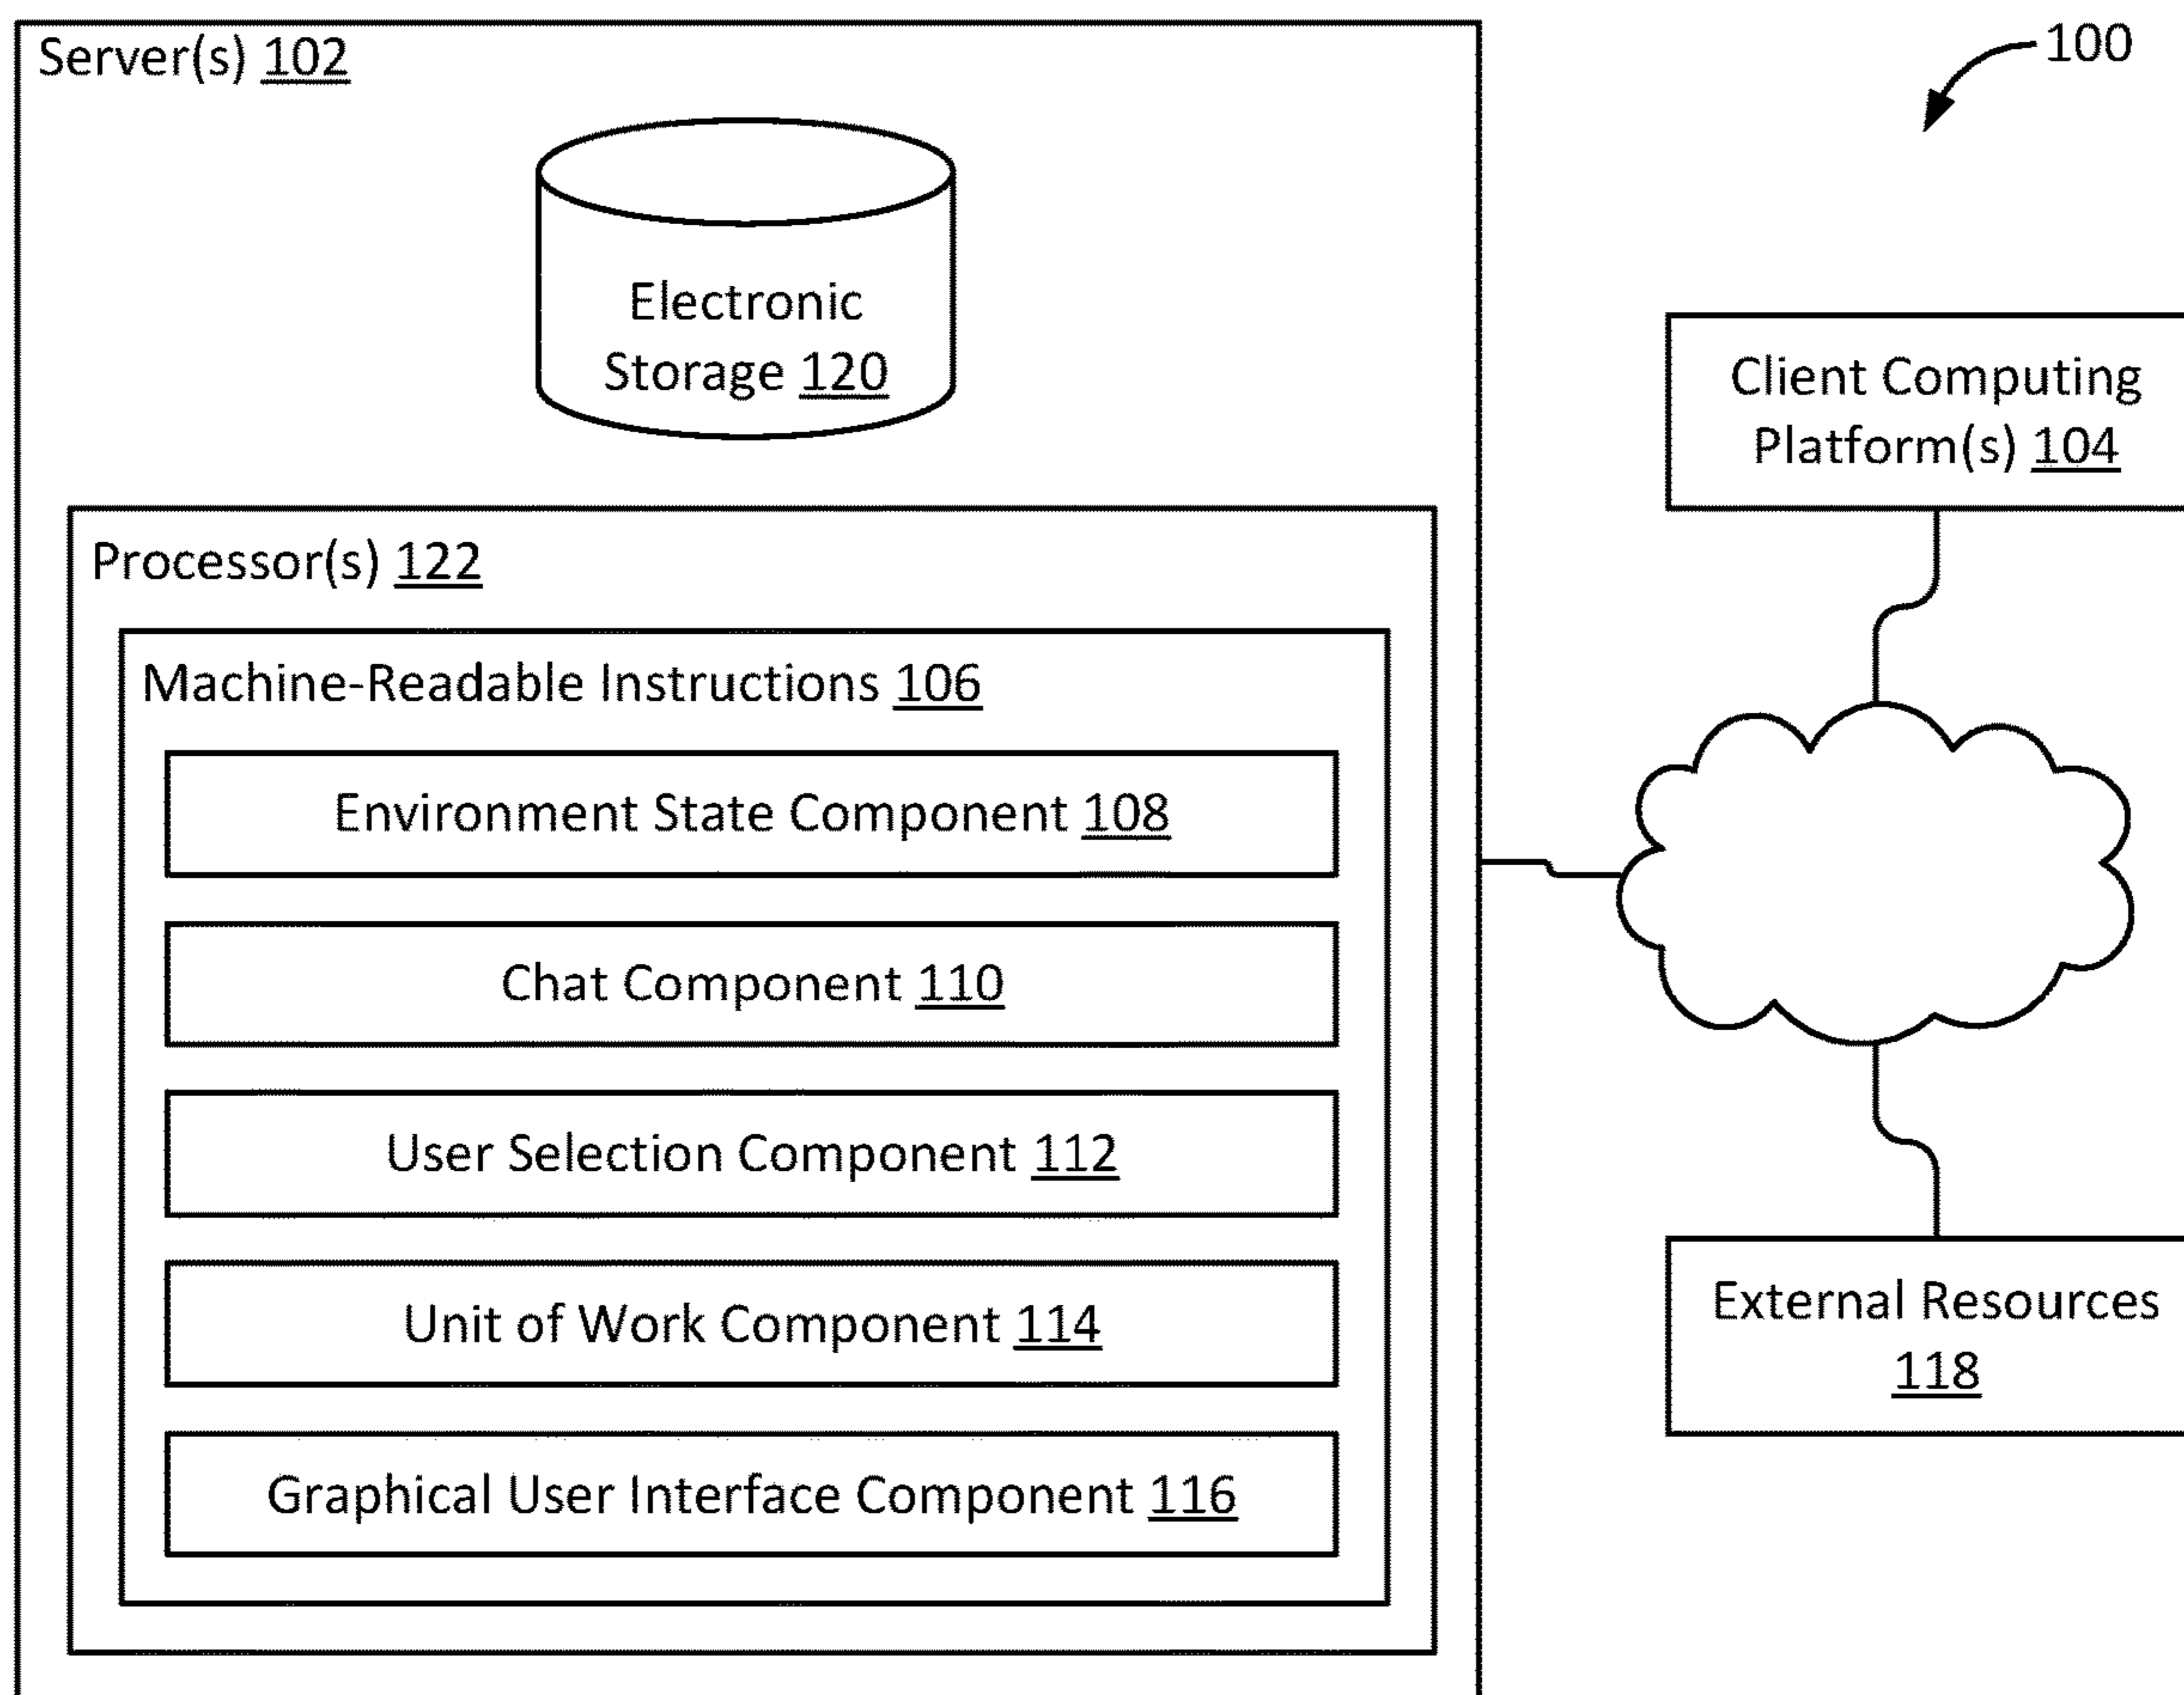 Server(s) 102
100
Electronic
Storage 120
Client Computing
Platform(s) 104
Processor(s) 122
Machine-Readable Instructions 106
Environment State Component 108
Chat Component 110
User Selection Component 112
Unit of Work Component 114
Graphical User Interface Component 116
External Resources
118